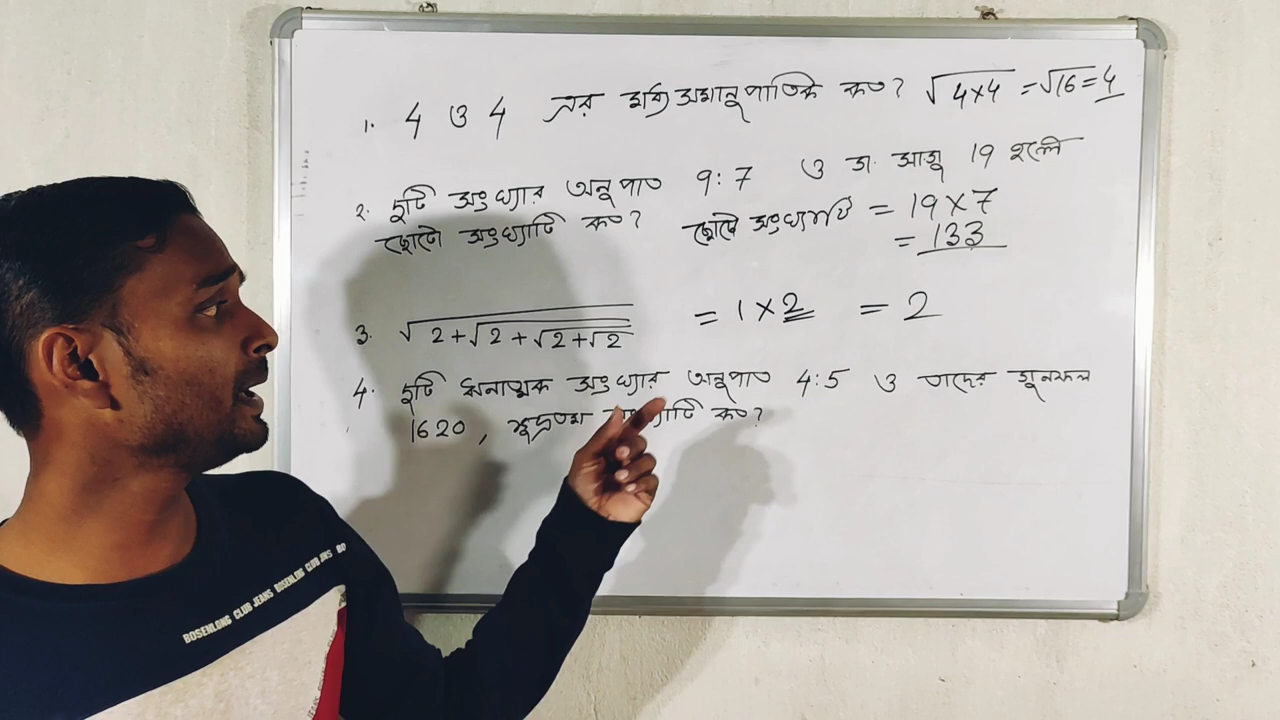 1. 4 ও 4 এর মধ্য সমানুপাতিক কত? √4×4 = √16 = 4
2. দুটি সংখ্যার অনুপাত 9:7 ও
19 হলে
ছোটো সংখ্যাটি কত? ছোটো সংখ্যাটি = 19×7
= 133
3. √2+√2+√2+√2 = 1×2 = 2
4. দুটি ধনাত্মক সংখ্যার অনুপাত 4:5 ও তাদের গুনফল
1620, ক্ষুদ্রতম সংখ্যাটি কত?
BOSENLONG CLUB JEANS BOSENLONG CLUB JEANS BO